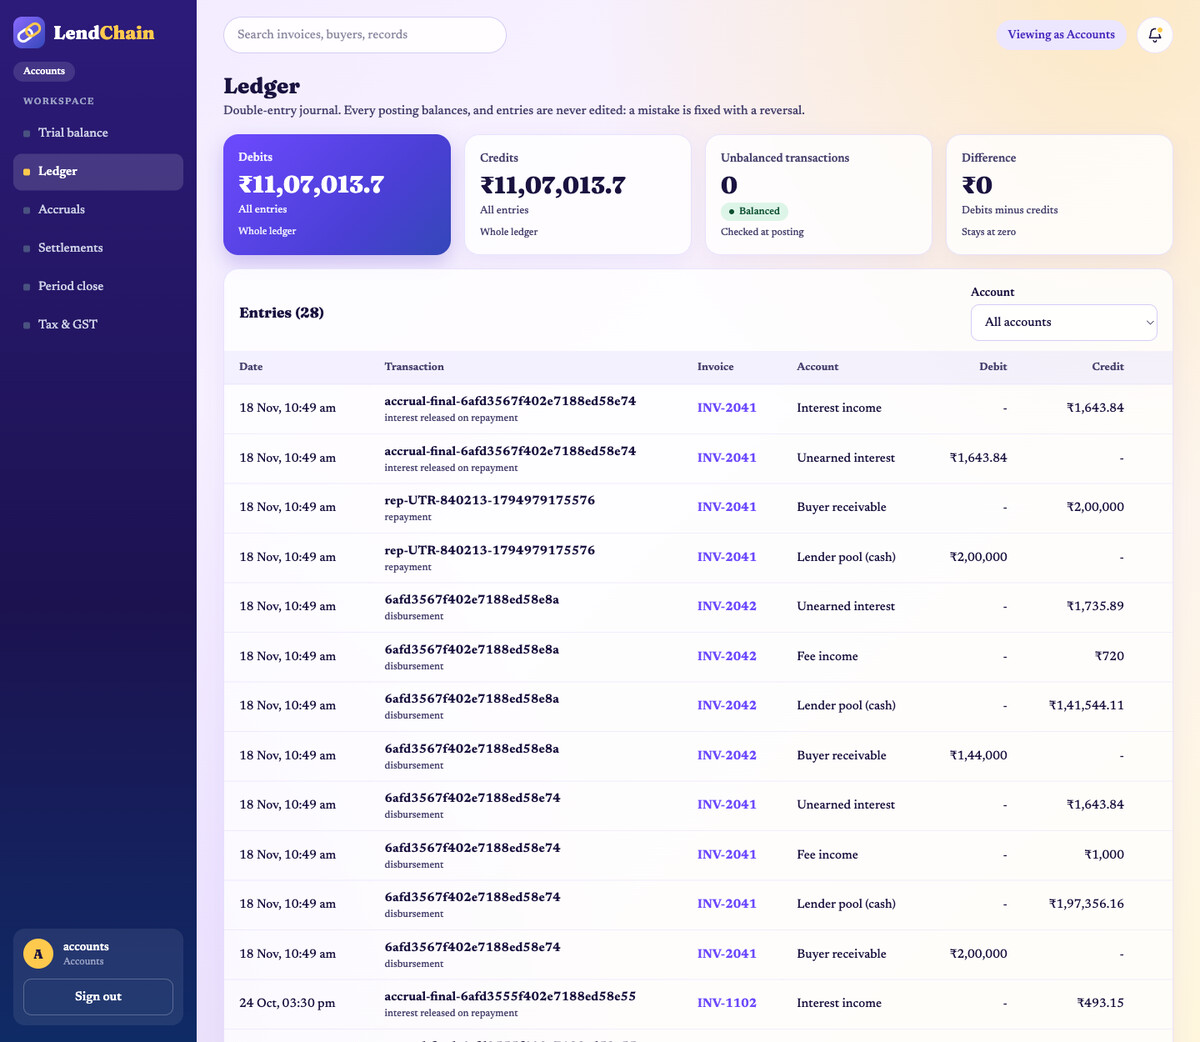 LendChain
Accounts
WORKSPACE
Trial balance
Ledger
Accruals
Settlements
Period close
Tax & GST
A
accounts
Accounts
Sign out
Search invoices, buyers, records
Viewing as Accounts
Ledger
Double-entry journal. Every posting balances, and entries are never edited: a mistake is fixed with a reversal.
Debits
₹11,07,013.7
All entries
Whole ledger
Credits
₹11,07,013.7
All entries
Whole ledger
Unbalanced transactions
0
Balanced
Checked at posting
Difference
₹0
Debits minus credits
Stays at zero
Entries (28)
Account
All accounts
Date Transaction Invoice Account Debit Credit
18 Nov, 10:49 am accrual-final-6afd3567f402e7188ed58e74 INV-2041 Interest income - ₹1,643.84
interest released on repayment
18 Nov, 10:49 am accrual-final-6afd3567f402e7188ed58e74 INV-2041 Unearned interest ₹1,643.84 -
interest released on repayment
18 Nov, 10:49 am rep-UTR-840213-1794979175576 INV-2041 Buyer receivable - ₹2,00,000
repayment
18 Nov, 10:49 am rep-UTR-840213-1794979175576 INV-2041 Lender pool (cash) ₹2,00,000 -
repayment
18 Nov, 10:49 am 6afd3567f402e7188ed58e8a INV-2042 Unearned interest - ₹1,735.89
disbursement
18 Nov, 10:49 am 6afd3567f402e7188ed58e8a INV-2042 Fee income - ₹720
disbursement
18 Nov, 10:49 am 6afd3567f402e7188ed58e8a INV-2042 Lender pool (cash) - ₹1,41,544.11
disbursement
18 Nov, 10:49 am 6afd3567f402e7188ed58e8a INV-2042 Buyer receivable ₹1,44,000 -
disbursement
18 Nov, 10:49 am 6afd3567f402e7188ed58e74 INV-2041 Unearned interest - ₹1,643.84
disbursement
18 Nov, 10:49 am 6afd3567f402e7188ed58e74 INV-2041 Fee income - ₹1,000
disbursement
18 Nov, 10:49 am 6afd3567f402e7188ed58e74 INV-2041 Lender pool (cash) - ₹1,97,356.16
disbursement
18 Nov, 10:49 am 6afd3567f402e7188ed58e74 INV-2041 Buyer receivable ₹2,00,000 -
disbursement
24 Oct, 03:30 pm accrual-final-6afd3555f402e7188ed58e55 INV-1102 Interest income - ₹493.15
interest released on repayment